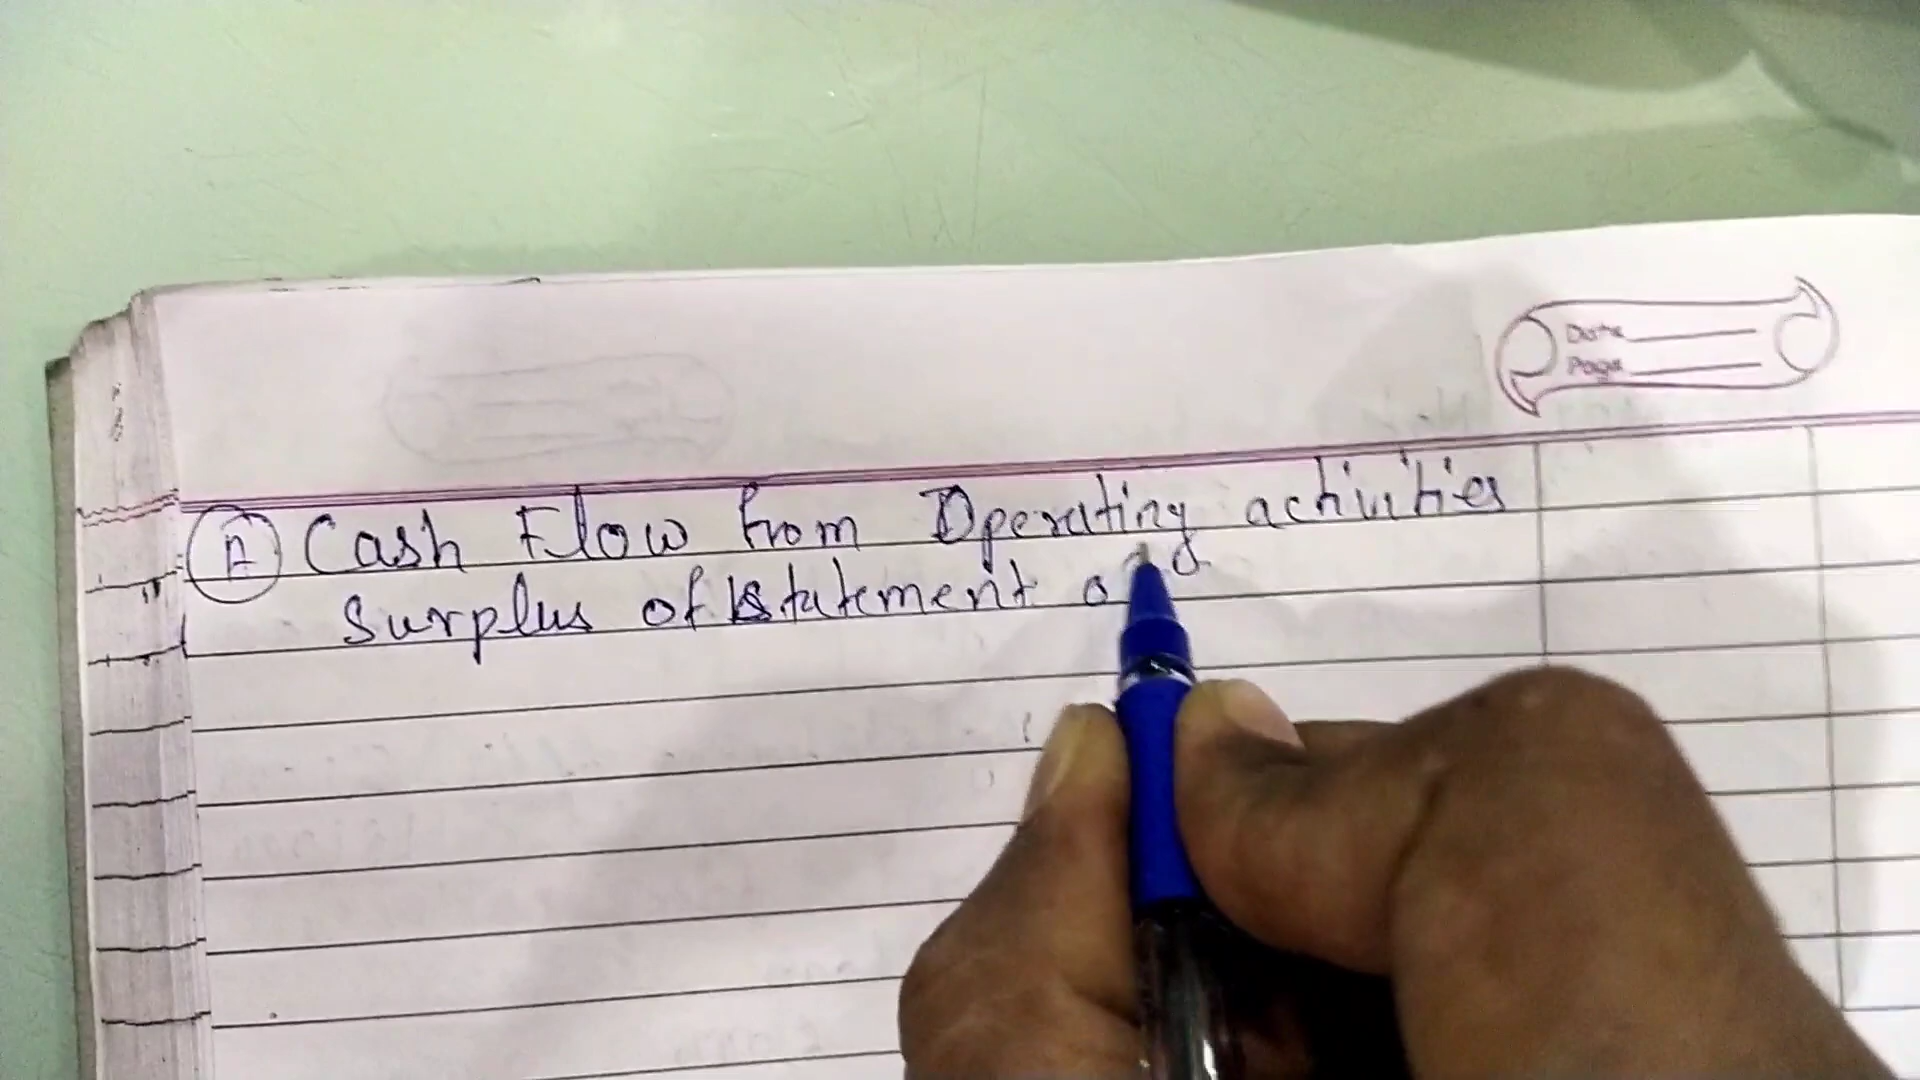 Date
Page
A Cash Flow from Operating activities
Surplus of Statement o